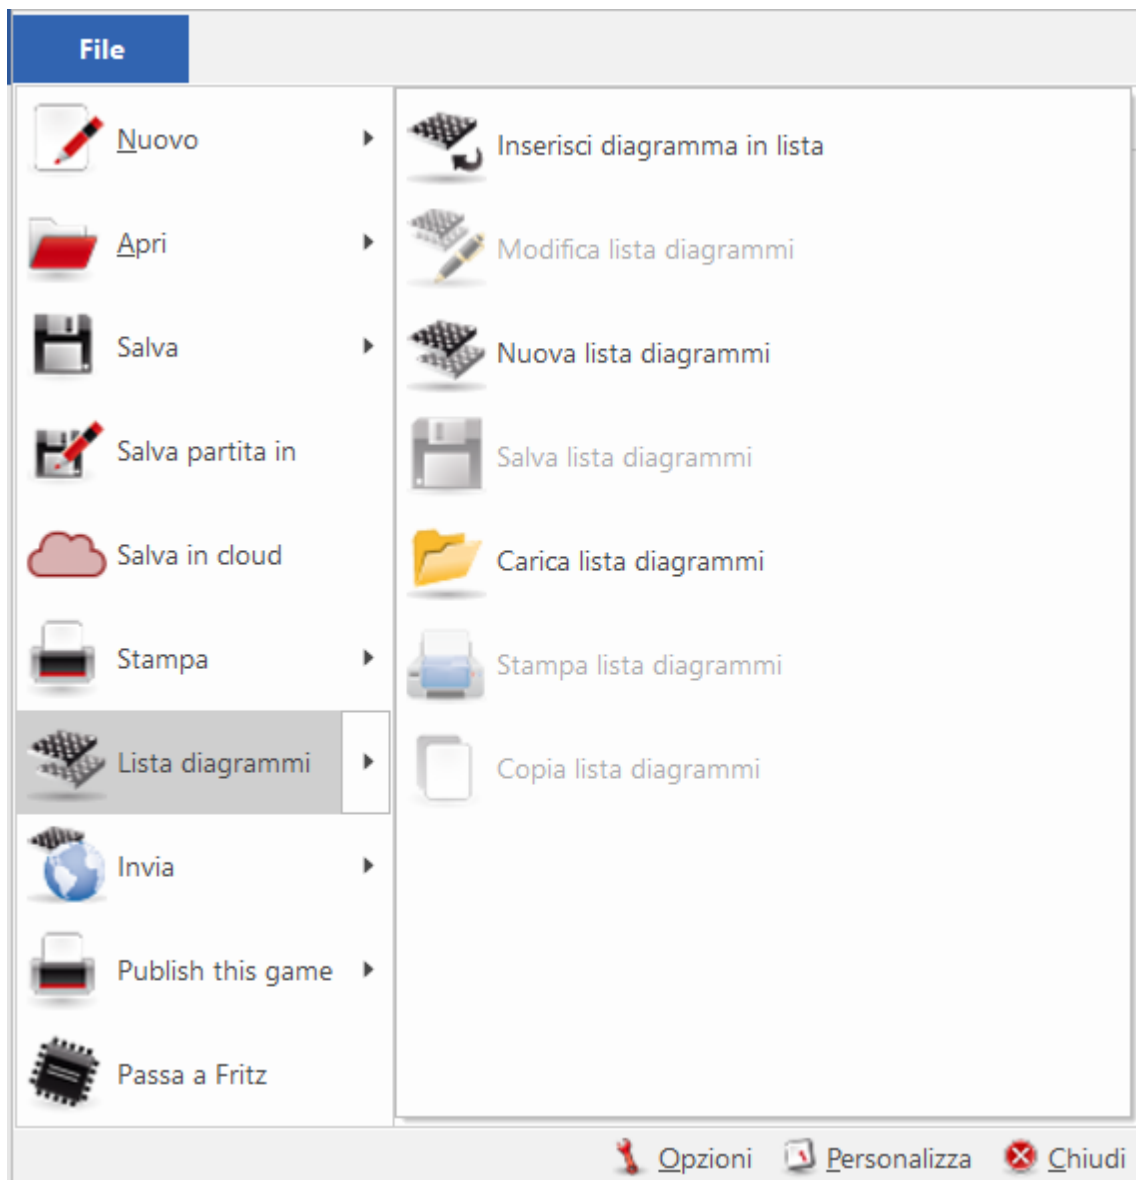 File
Nuovo
Apri
Salva
Salva partita in
Salva in cloud
Stampa
Lista diagrammi
Invia
Publish this game
Passa a Fritz
Inserisci diagramma in lista
Modifica lista diagrammi
Nuova lista diagrammi
Salva lista diagrammi
Carica lista diagrammi
Stampa lista diagrammi
Copia lista diagrammi
Opzioni Personalizza Chiudi